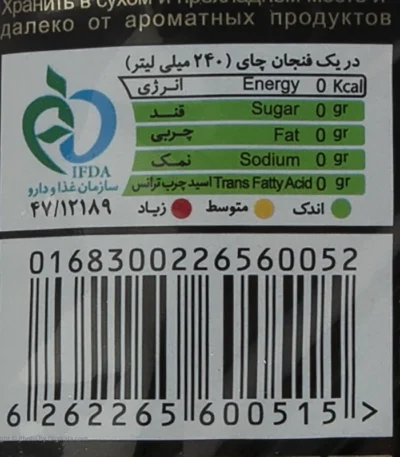 Хранить в сухом и прохладном месте и
далеко от ароматных продуктов
در یک فنجان چای (۲۴۰ میلی لیتر)
انرژی Energy 0 Kcal
قند Sugar 0 gr
چربی Fat 0 gr
نمک Sodium 0 gr
اسید چرب ترانس Trans Fatty Acid 0 gr
IFDA
سازمان غذا و دارو
۴۷/۱۲۱۸۹
اندک متوسط زیاد
0168300226560052
6 262265 600515 >